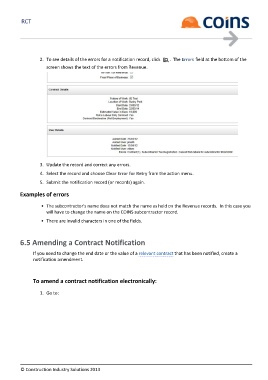 RCT
coins
2. To see details of the errors for a notification record, click . The Errors field at the bottom of the
screen shows the text of the errors from Revenue.
3. Update the record and correct any errors.
4. Select the record and choose Clear Error for Retry from the action menu.
5. Submit the notification record (or records) again.
Examples of errors
• The subcontractor's name does not match the name as held on the Revenue records. In this case you
will have to change the name on the COINS subcontractor record.
• There are invalid characters in one of the fields.
6.5 Amending a Contract Notification
If you need to change the end date or the value of a relevant contract that has been notified, create a
notification amendment.
To amend a contract notification electronically:
1. Go to:
© Construction Industry Solutions 2013